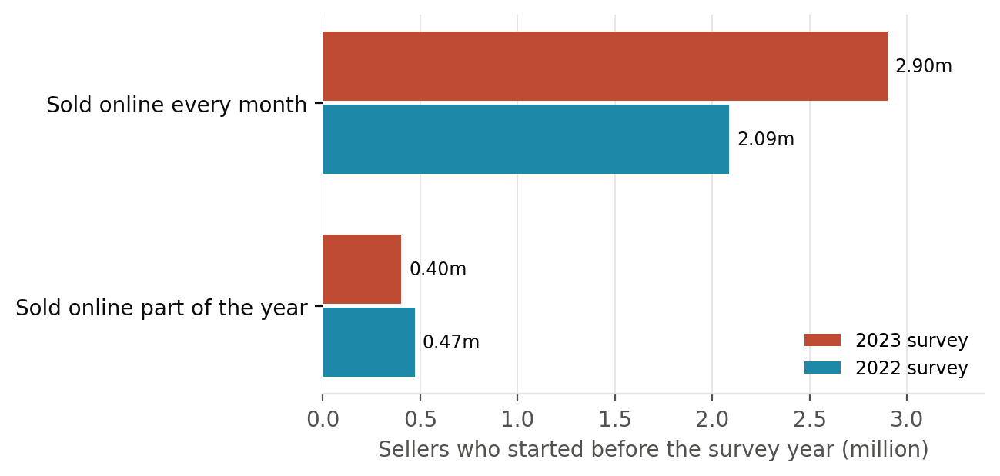 2.90m
Sold online every month
2.09m
0.40m
Sold online part of the year
0.47m
2023 survey
2022 survey
0.0 0.5 1.0 1.5 2.0 2.5 3.0
Sellers who started before the survey year (million)